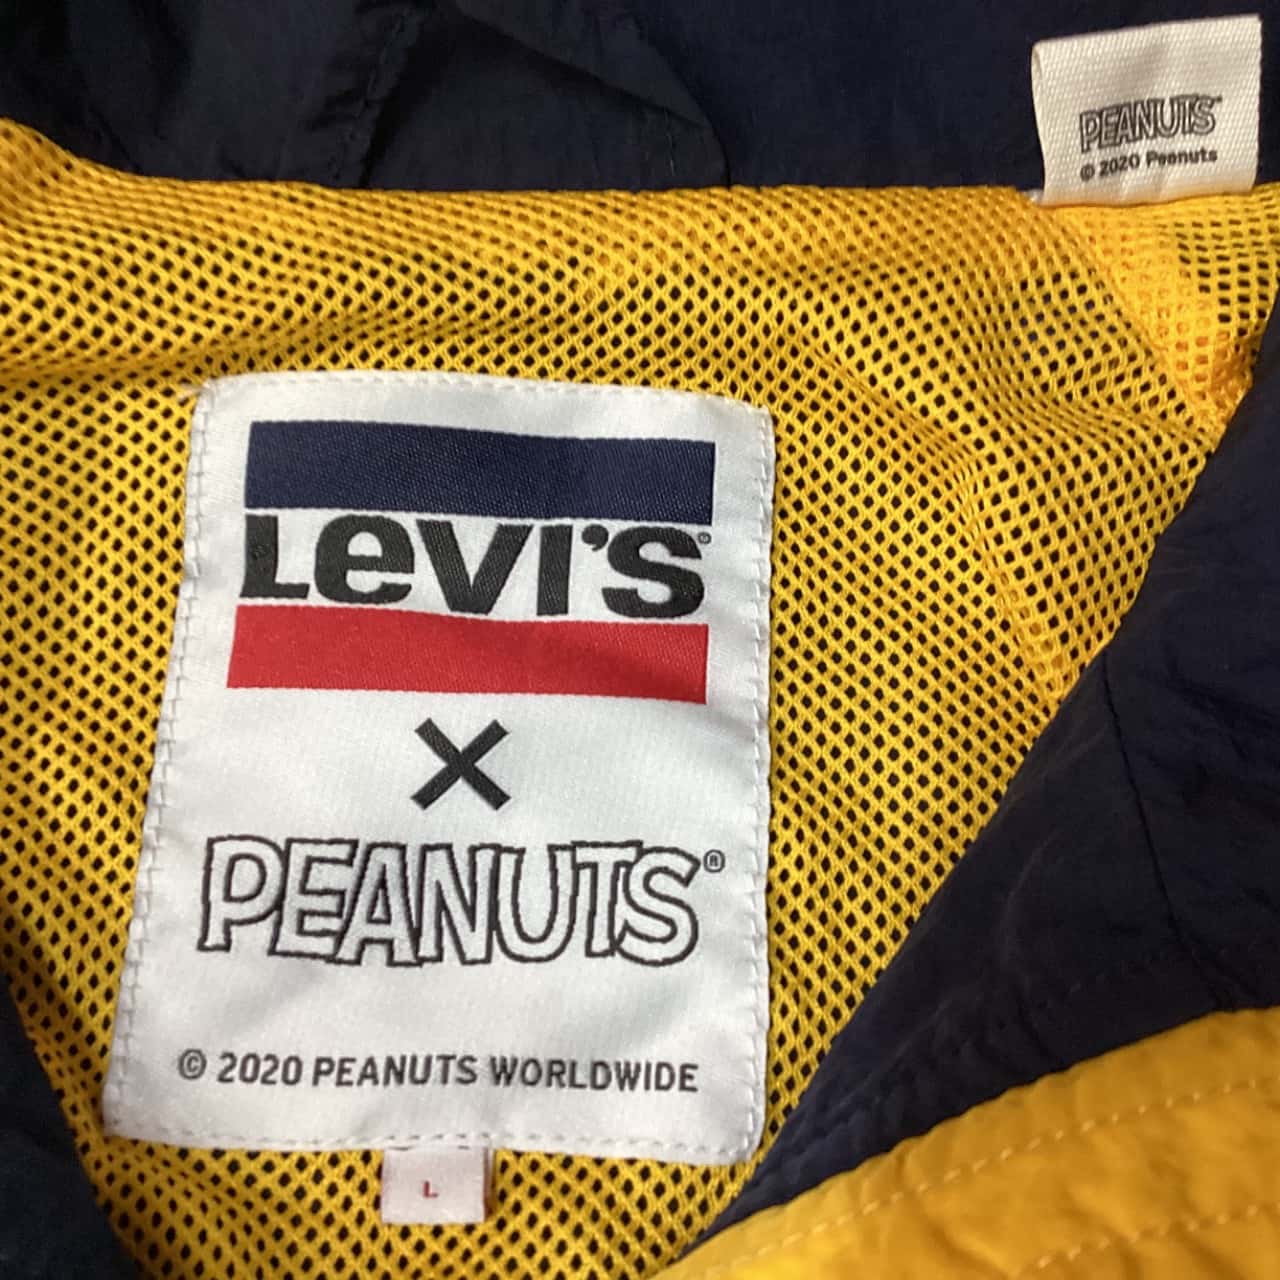 PEANUTS
© 2020 Peanuts
Levi's®
×
PEANUTS®
© 2020 PEANUTS WORLDWIDE
L